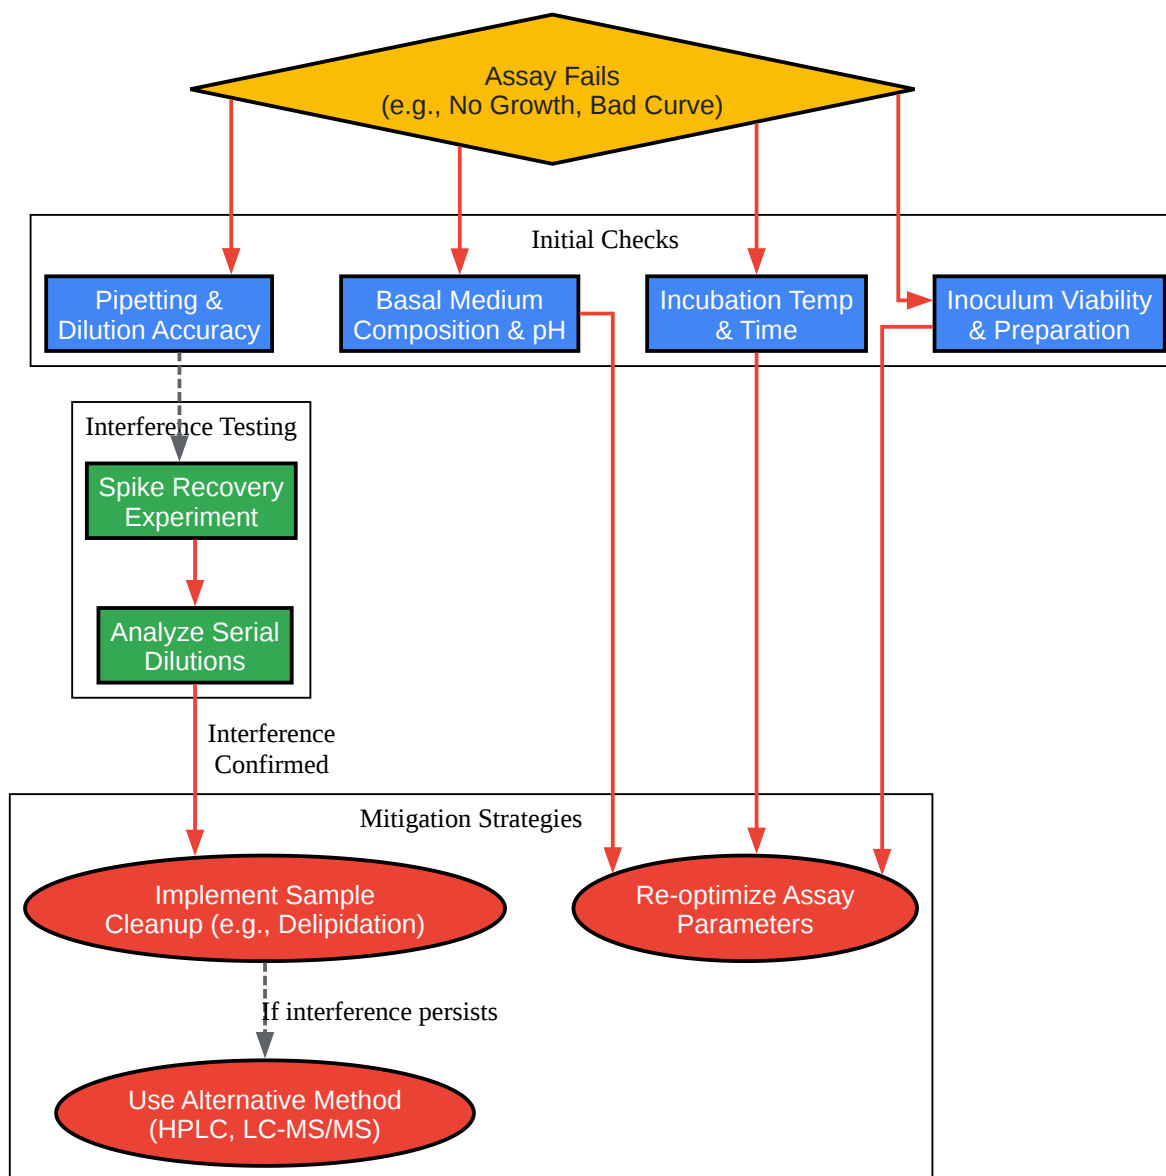 Assay Fails
(e.g., No Growth, Bad Curve)
Initial Checks
Pipetting &
Dilution Accuracy
Basal Medium
Composition & pH
Incubation Temp
& Time
Inoculum Viability
& Preparation
Interference Testing
Spike Recovery
Experiment
Analyze Serial
Dilutions
Interference
Confirmed
Mitigation Strategies
Implement Sample
Cleanup (e.g., Delipidation)
Re-optimize Assay
Parameters
If interference persists
Use Alternative Method
(HPLC, LC-MS/MS)